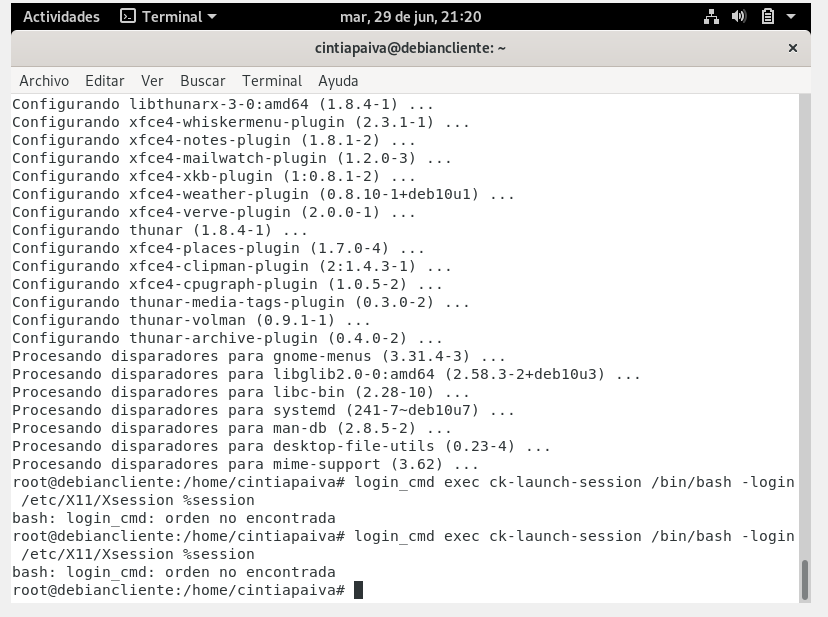 Actividades Terminal mar, 29 de jun, 21:20
cintiapaiva@debiancliente: ~ ×
Archivo Editar Ver Buscar Terminal Ayuda
Configurando libthunarx-3-0:amd64 (1.8.4-1) ...
Configurando xfce4-whiskermenu-plugin (2.3.1-1) ...
Configurando xfce4-notes-plugin (1.8.1-2) ...
Configurando xfce4-mailwatch-plugin (1.2.0-3) ...
Configurando xfce4-xkb-plugin (1:0.8.1-2) ...
Configurando xfce4-weather-plugin (0.8.10-1+deb10u1) ...
Configurando xfce4-verve-plugin (2.0.0-1) ...
Configurando thunar (1.8.4-1) ...
Configurando xfce4-places-plugin (1.7.0-4) ...
Configurando xfce4-clipman-plugin (2:1.4.3-1) ...
Configurando xfce4-cpugraph-plugin (1.0.5-2) ...
Configurando thunar-media-tags-plugin (0.3.0-2) ...
Configurando thunar-volman (0.9.1-1) ...
Configurando thunar-archive-plugin (0.4.0-2) ...
Procesando disparadores para gnome-menus (3.31.4-3) ...
Procesando disparadores para libglib2.0-0:amd64 (2.58.3-2+deb10u3) ...
Procesando disparadores para libc-bin (2.28-10) ...
Procesando disparadores para systemd (241-7~deb10u7) ...
Procesando disparadores para man-db (2.8.5-2) ...
Procesando disparadores para desktop-file-utils (0.23-4) ...
Procesando disparadores para mime-support (3.62) ...
root@debiancliente:/home/cintiapaiva# login_cmd exec ck-launch-session /bin/bash -login
/etc/X11/Xsession %session
bash: login_cmd: orden no encontrada
root@debiancliente:/home/cintiapaiva# login_cmd exec ck-launch-session /bin/bash -login
/etc/X11/Xsession %session
bash: login_cmd: orden no encontrada
root@debiancliente:/home/cintiapaiva#